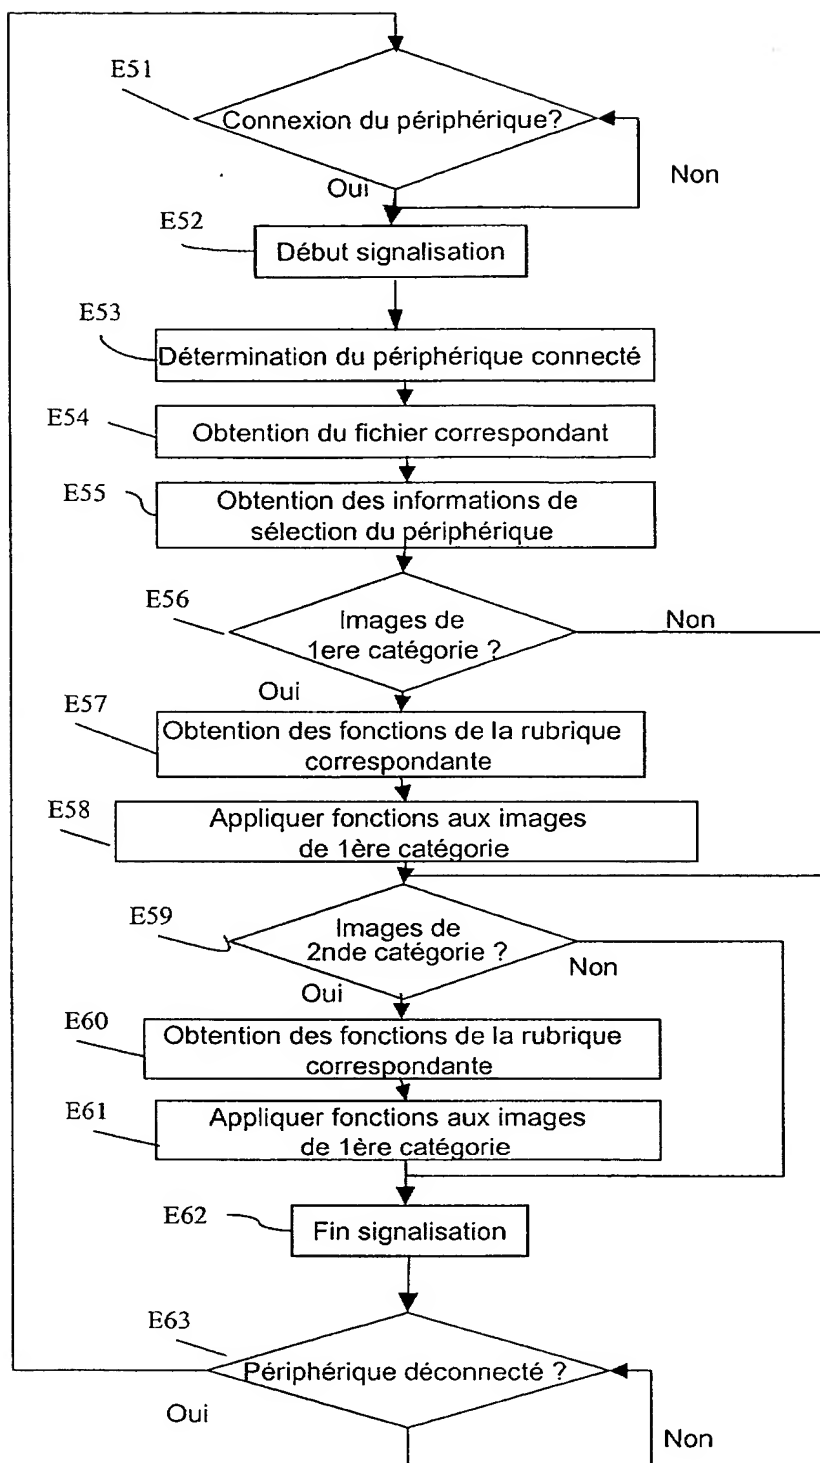 E51
Connexion du périphérique?
Non
Oui
E52
Début signalisation
E53
Détermination du périphérique connecté
E54
Obtention du fichier correspondant
E55
Obtention des informations de
sélection du périphérique
E56
Images de
1ere catégorie ?
Non
Oui
E57
Obtention des fonctions de la rubrique
correspondante
E58
Appliquer fonctions aux images
de 1ère catégorie
E59
Images de
2nde catégorie ?
Non
Oui
E60
Obtention des fonctions de la rubrique
correspondante
E61
Appliquer fonctions aux images
de 1ère catégorie
E62
Fin signalisation
E63
Périphérique déconnecté ?
Oui
Non